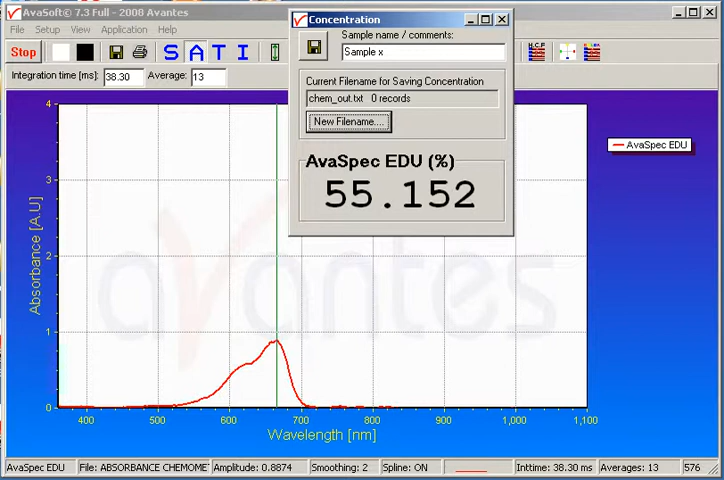 AvaSoft® 7.3 Full - 2008 Avantes
File Setup View Application Help
Stop S A T I H.C.F
Integration time [ms]: 38.30 Average: 13
Concentration
Sample name / comments:
Sample x
Current Filename for Saving Concentration
chem_out.txt 0 records
New Filename....
AvaSpec EDU (%)
55.152
AvaSpec EDU
Absorbance [A.U]
4
3
2
1
0
avantes
400 500 600 700 800 900 1,000 1,100
Wavelength [nm]
AvaSpec EDU File: ABSORBANCE CHEMOME Amplitude: 0.8874 Smoothing: 2 Spline: ON Inttime: 38.30 ms Averages: 13 576